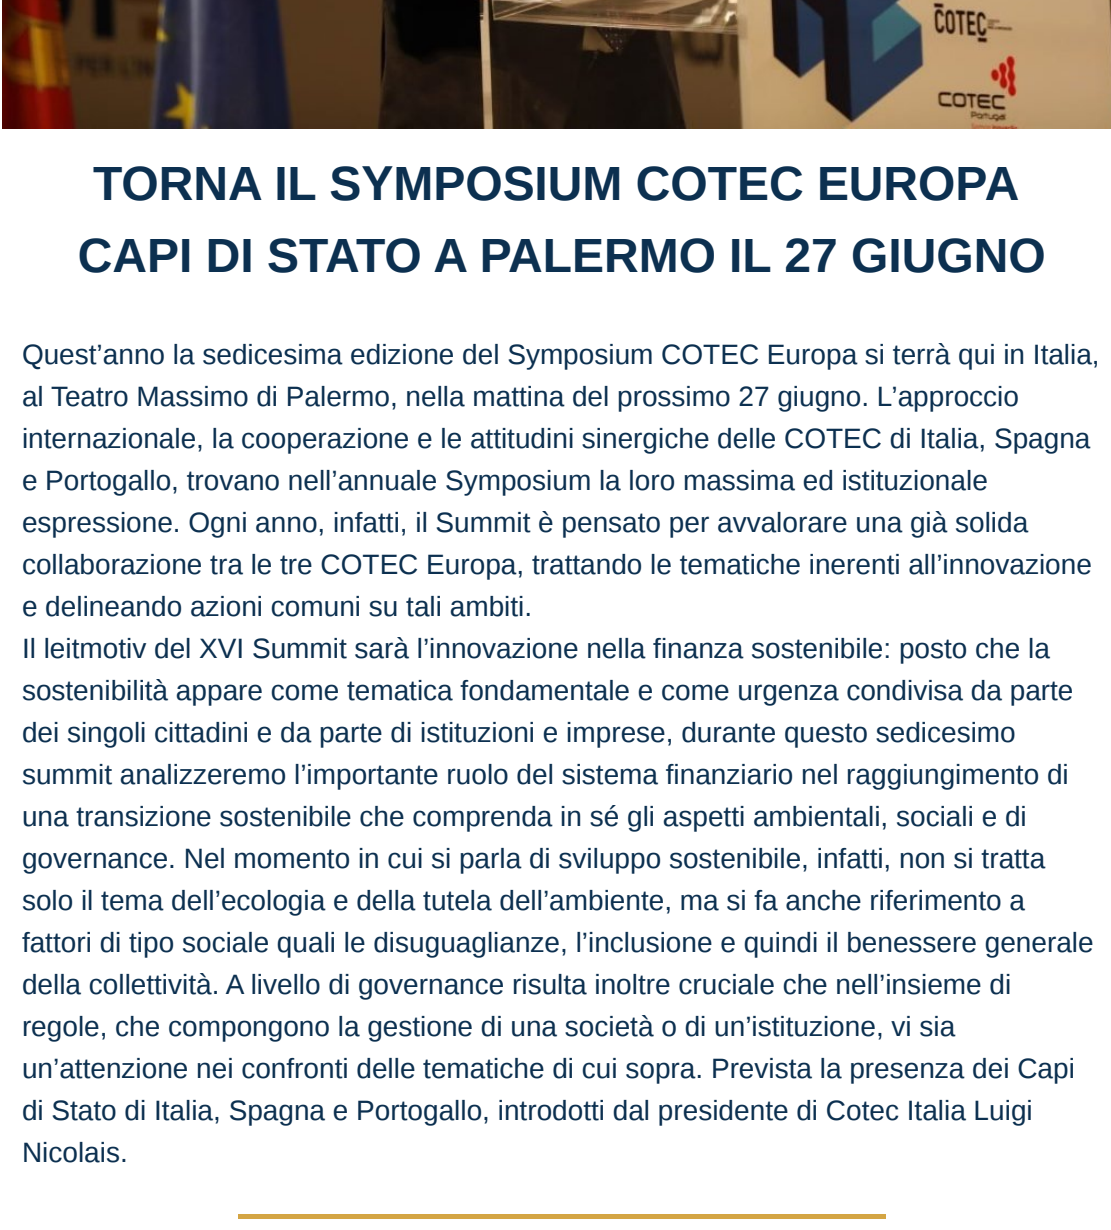 COTEC
COTEC
Portugal
TORNA IL SYMPOSIUM COTEC EUROPA
CAPI DI STATO A PALERMO IL 27 GIUGNO
Quest’anno la sedicesima edizione del Symposium COTEC Europa si terrà qui in Italia,
al Teatro Massimo di Palermo, nella mattina del prossimo 27 giugno. L’approccio
internazionale, la cooperazione e le attitudini sinergiche delle COTEC di Italia, Spagna
e Portogallo, trovano nell’annuale Symposium la loro massima ed istituzionale
espressione. Ogni anno, infatti, il Summit è pensato per avvalorare una già solida
collaborazione tra le tre COTEC Europa, trattando le tematiche inerenti all’innovazione
e delineando azioni comuni su tali ambiti.
Il leitmotiv del XVI Summit sarà l’innovazione nella finanza sostenibile: posto che la
sostenibilità appare come tematica fondamentale e come urgenza condivisa da parte
dei singoli cittadini e da parte di istituzioni e imprese, durante questo sedicesimo
summit analizzeremo l’importante ruolo del sistema finanziario nel raggiungimento di
una transizione sostenibile che comprenda in sé gli aspetti ambientali, sociali e di
governance. Nel momento in cui si parla di sviluppo sostenibile, infatti, non si tratta
solo il tema dell’ecologia e della tutela dell’ambiente, ma si fa anche riferimento a
fattori di tipo sociale quali le disuguaglianze, l’inclusione e quindi il benessere generale
della collettività. A livello di governance risulta inoltre cruciale che nell’insieme di
regole, che compongono la gestione di una società o di un’istituzione, vi sia
un’attenzione nei confronti delle tematiche di cui sopra. Prevista la presenza dei Capi
di Stato di Italia, Spagna e Portogallo, introdotti dal presidente di Cotec Italia Luigi
Nicolais.